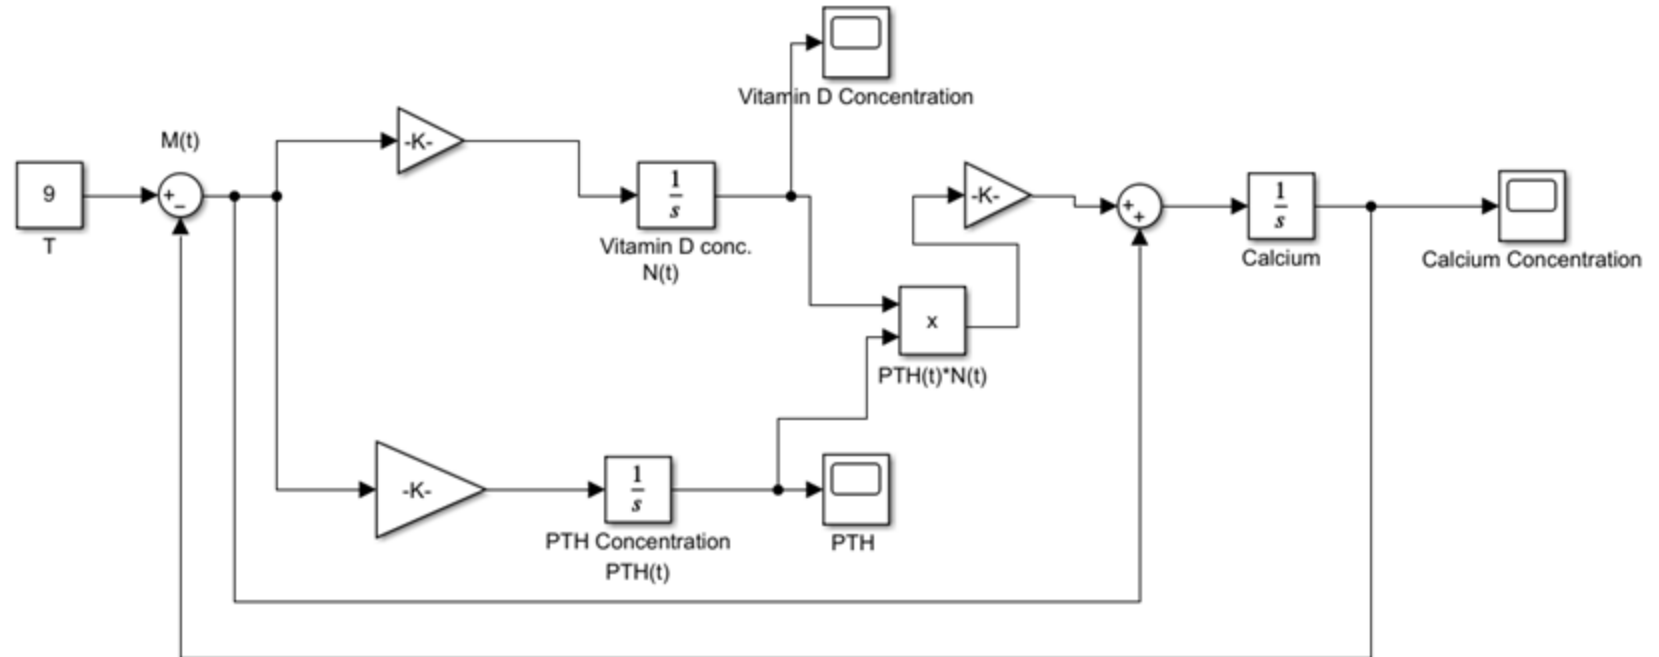 Vitamin D Concentration
M(t)
-K-
9
+
−
1
s
-K-
+
+
1
s
T
Vitamin D conc.
N(t)
Calcium
Calcium Concentration
x
PTH(t)*N(t)
-K-
1
s
PTH Concentration
PTH(t)
PTH